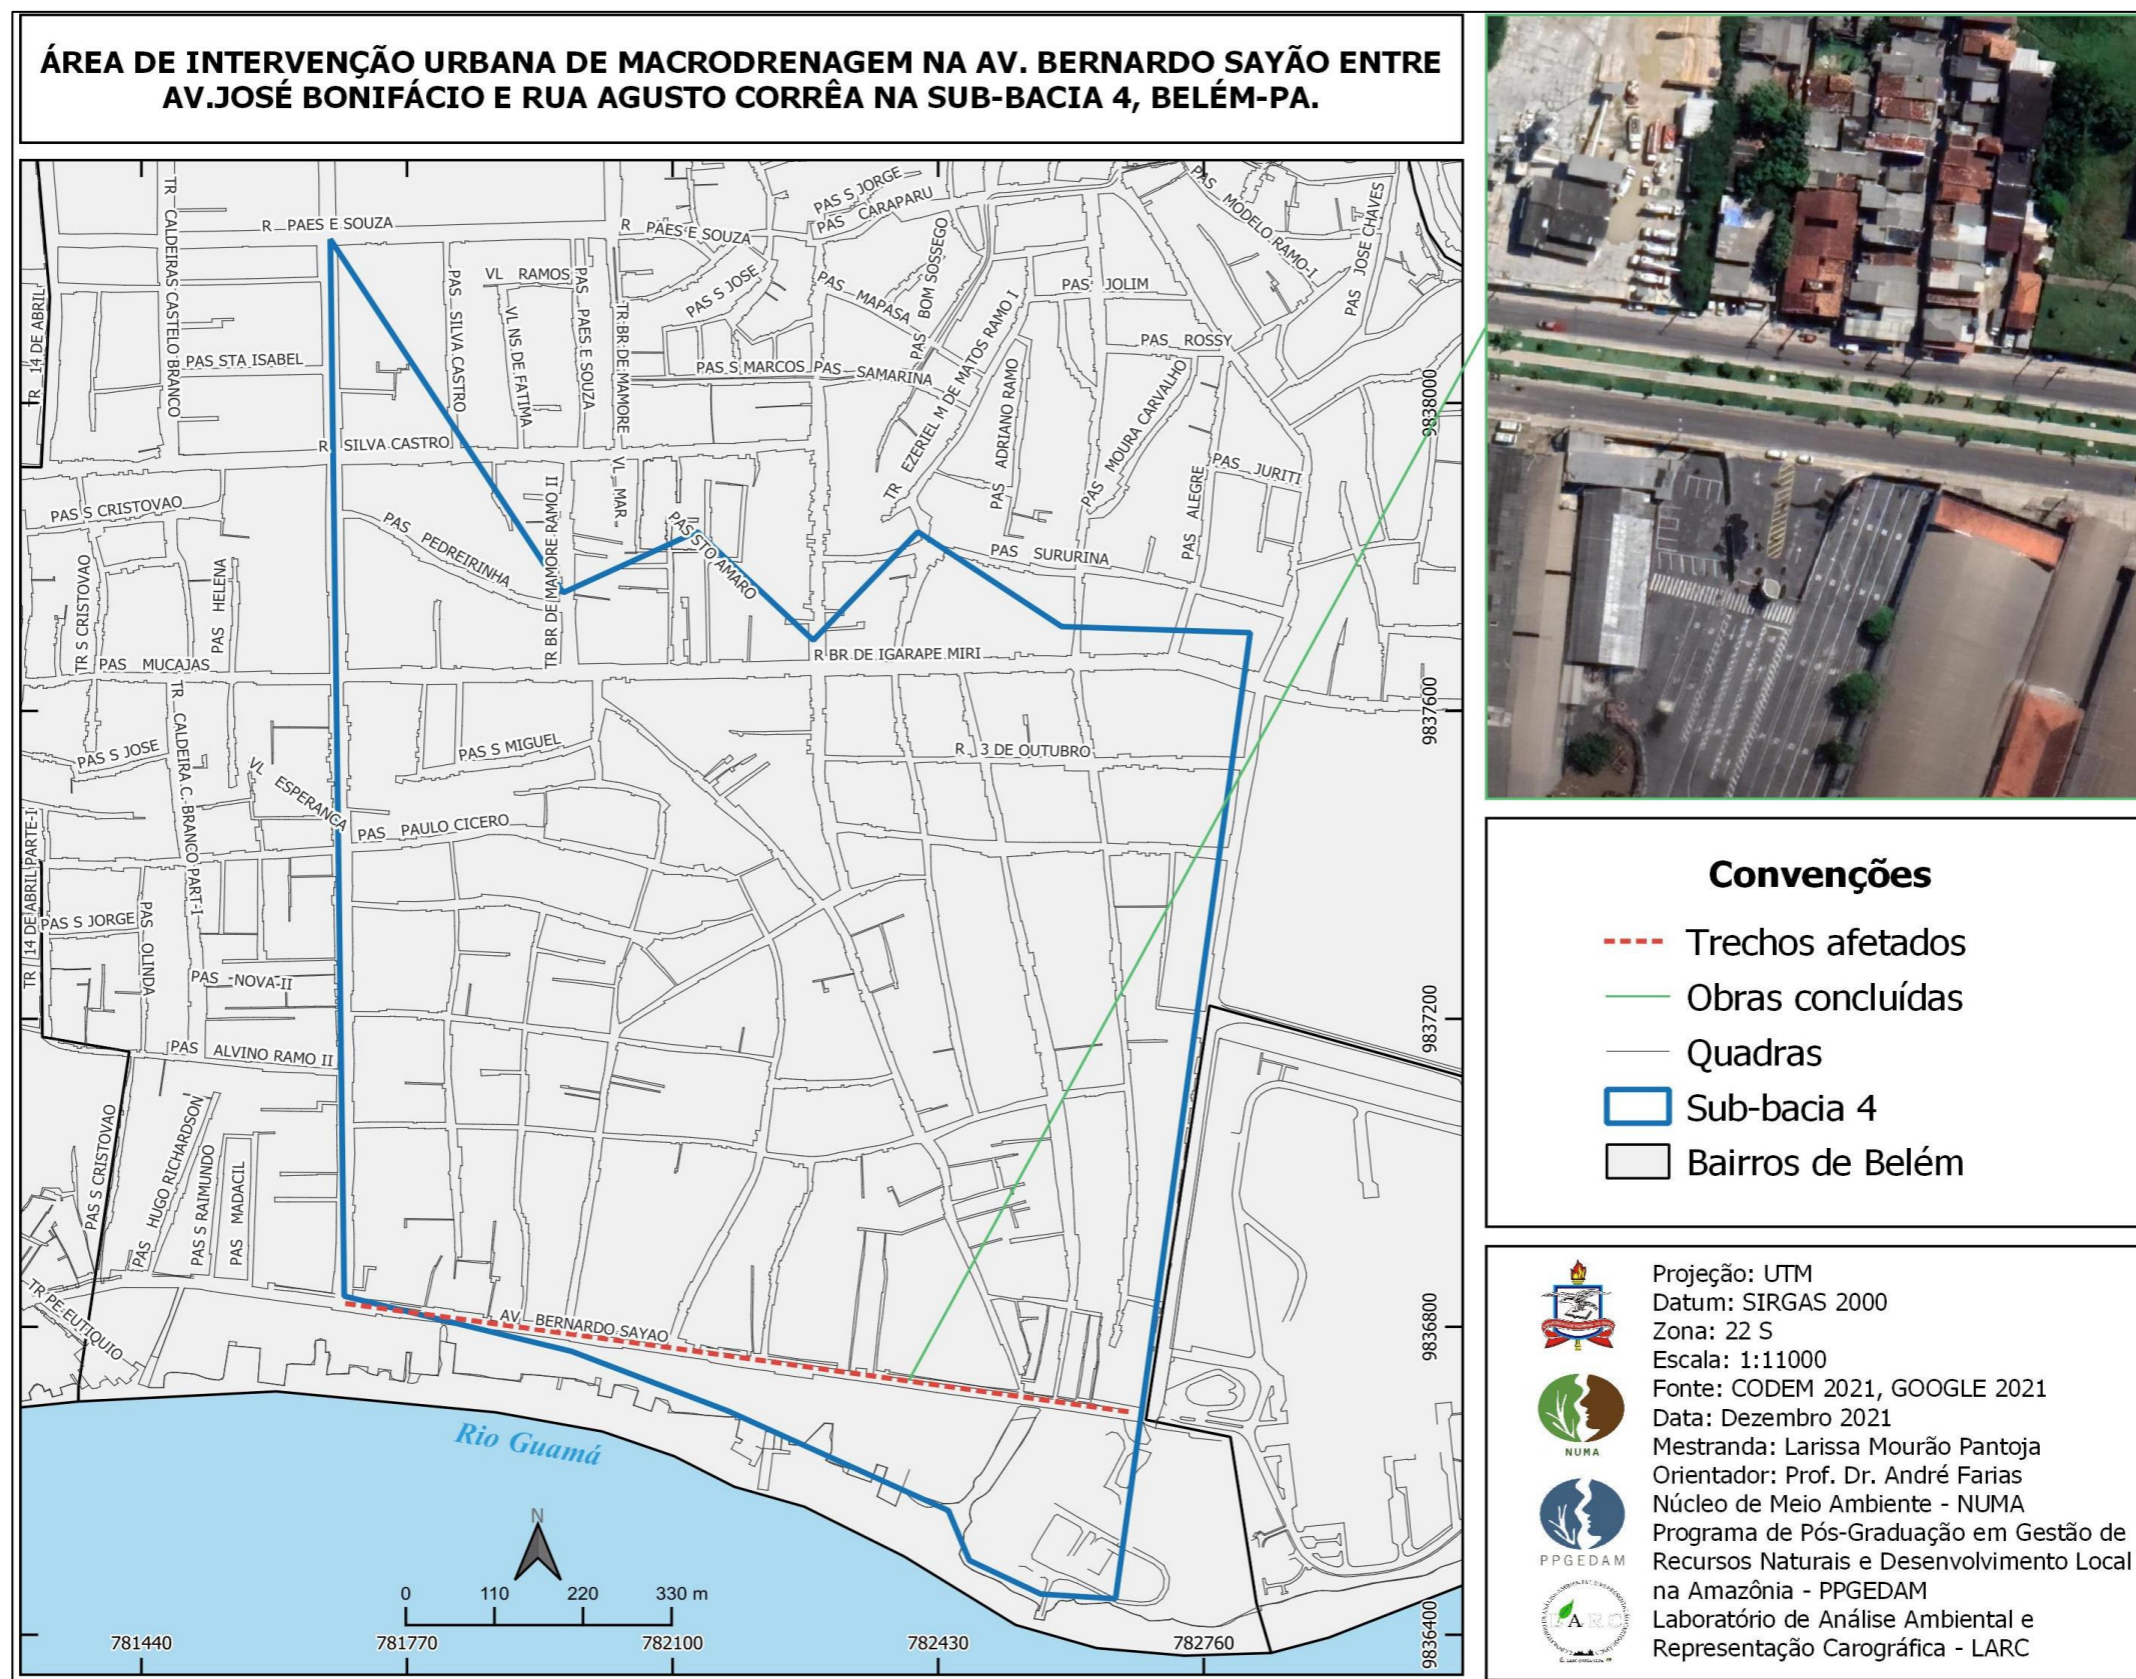 ÁREA DE INTERVENÇÃO URBANA DE MACRODRENAGEM NA AV. BERNARDO SAYÃO ENTRE
AV.JOSÉ BONIFÁCIO E RUA AGUSTO CORRÊA NA SUB-BACIA 4, BELÉM-PA.
PAS S JORGE
PAS CARAPARU
PAS MODELO RAMO-I
PAS JOSE CHAVES
TR CALDEIRAS CASTELO BRANCO
R PAES E SOUZA
R PAES E SOUZA
TR 14 DE ABRIL
PAS SILVA CASTRO
VL RAMOS
VL NS DE FATIMA
PAS PAES E SOUZA
TR BR DE MAMORE
PAS S JOSE
PAS MAPASA
PAS BOM SOSSEGO
PAS JOLIM
PAS ROSSY
PAS STA ISABEL
PAS S MARCOS
PAS SAMARINA
TR EZERIEL M DE MATOS RAMO I
PAS ADRIANO RAMO
PAS MOURA CARVALHO
9838000
R SILVA CASTRO
PAS ALEGRE
PAS JURITI
PAS S CRISTOVAO
PAS PEDREIRINHA
TR BR DE MAMORE RAMO II
VL MAR
PAS STO AMARO
PAS SURURINA
TR S CRISTOVAO
PAS HELENA
PAS MUCAJAS
R BR DE IGARAPE MIRI
9837600
TR CALDEIRA C. BRANCO PART-I
PAS S JOSE
PAS S MIGUEL
R 3 DE OUTUBRO
VL ESPERANCA
PAS PAULO CICERO
TR 14 DE ABRIL PARTE-I
PAS S JORGE
PAS OLINDA
PAS NOVA-II
9837200
PAS ALVINO RAMO II
PAS S CRISTOVAO
PAS HUGO RICHARDSON
PAS S RAIMUNDO
PAS MADACIL
TR PE EUTIQUIO
AV BERNARDO SAYAO
9836800
Rio Guamá
N
0 110 220 330 m
9836400
781440 781770 782100 782430 782760
Convenções
Trechos afetados
Obras concluídas
Quadras
Sub-bacia 4
Bairros de Belém
Projeção: UTM
Datum: SIRGAS 2000
Zona: 22 S
Escala: 1:11000
Fonte: CODEM 2021, GOOGLE 2021
Data: Dezembro 2021
Mestranda: Larissa Mourão Pantoja
Orientador: Prof. Dr. André Farias
Núcleo de Meio Ambiente - NUMA
Programa de Pós-Graduação em Gestão de
Recursos Naturais e Desenvolvimento Local
na Amazônia - PPGEDAM
Laboratório de Análise Ambiental e
Representação Carográfica - LARC
NUMA
PPGEDAM
LARC